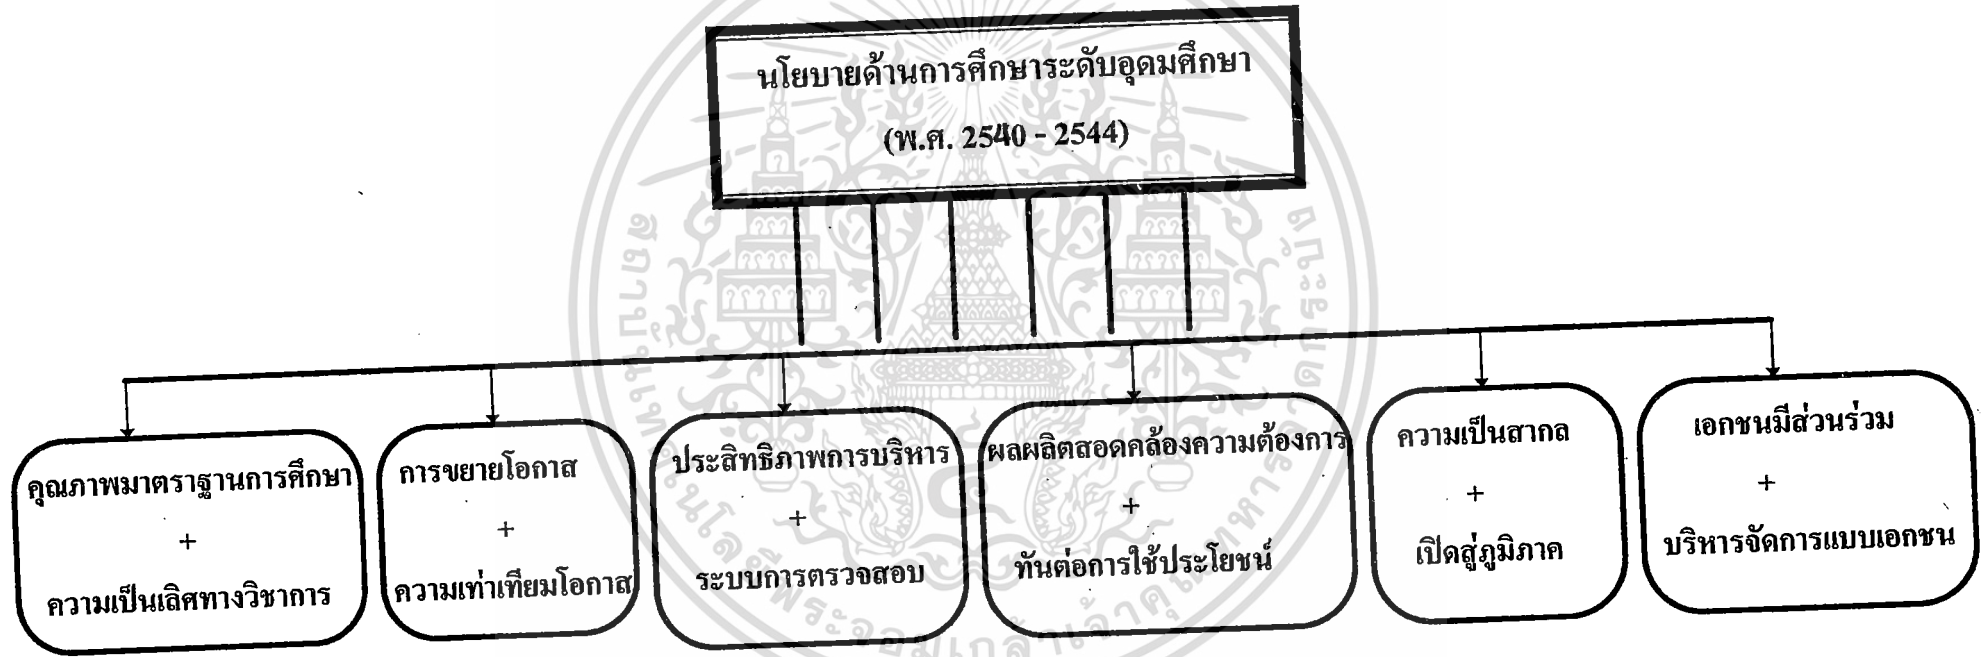 นโยบายด้านการศึกษาระดับอุดมศึกษา
(พ.ศ. 2540 - 2544)
คุณภาพมาตราฐานการศึกษา
+
ความเป็นเลิศทางวิชาการ
การขยายโอกาส
+
ความเท่าเทียมโอกาส
ประสิทธิภาพการบริหาร
+
ระบบการตรวจสอบ
ผลผลิตสอดคล้องความต้องการ
+
ทันต่อการใช้ประโยชน์
ความเป็นสากล
+
เปิดสู่ภูมิภาค
เอกชนมีส่วนร่วม
+
บริหารจัดการแบบเอกชน